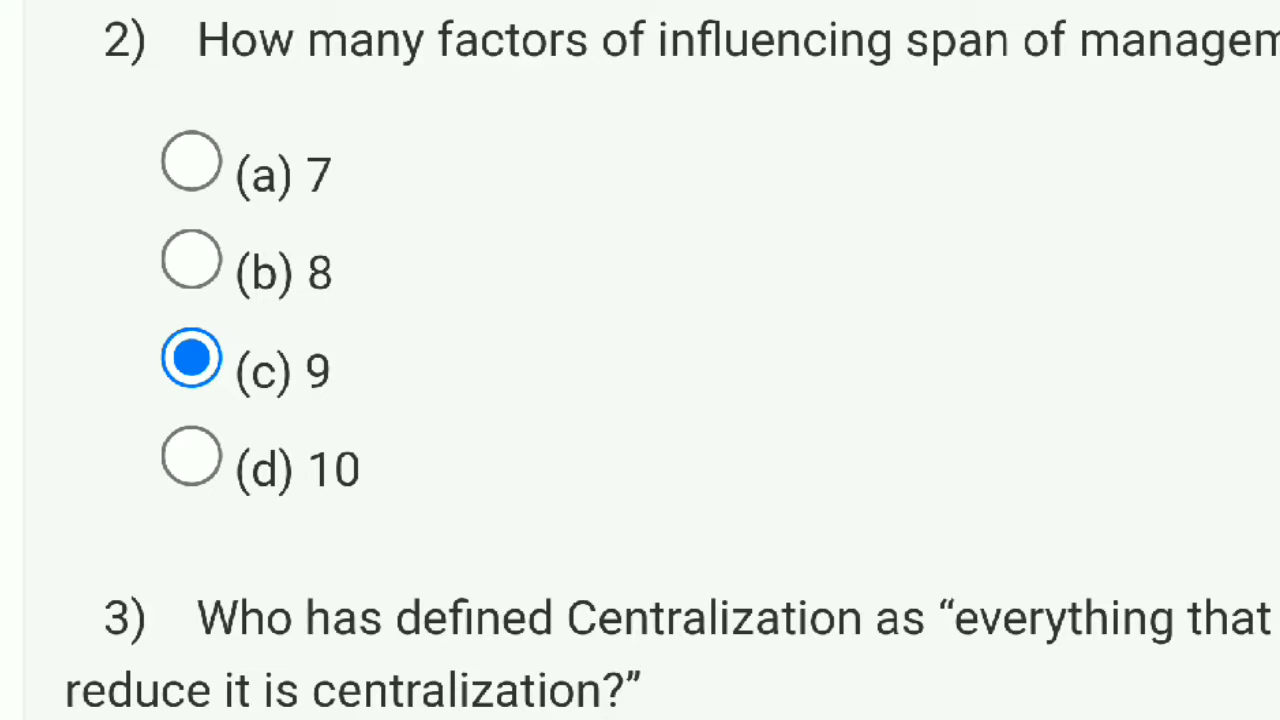 2) How many factors of influencing span of
(a) 7
(b) 8
(c) 9
(d) 10
3) Who has defined Centralization as “everything that
reduce it is centralization?”